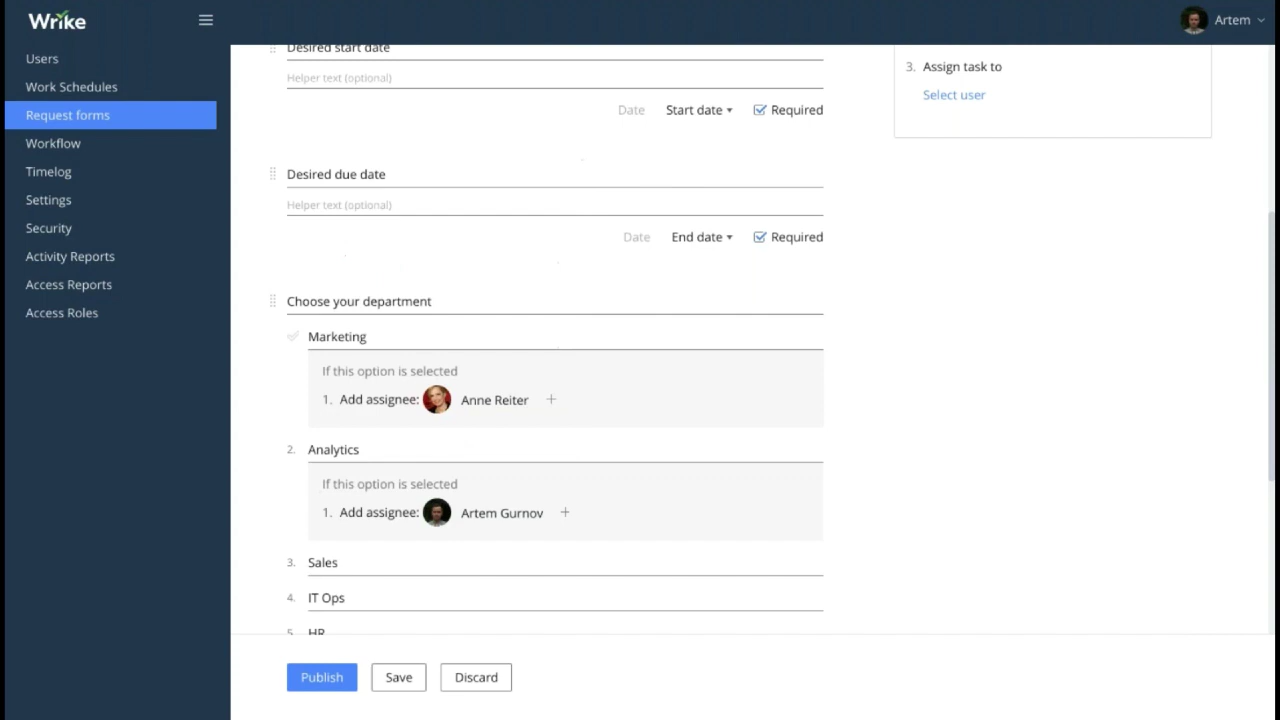 Wrike
Artem
Users
Work Schedules
Request forms
Workflow
Timelog
Settings
Security
Activity Reports
Access Reports
Access Roles
Desired start date
Helper text (optional)
Date Start date Required
Desired due date
Helper text (optional)
Date End date Required
Choose your department
Marketing
If this option is selected
1. Add assignee: Anne Reiter +
2. Analytics
If this option is selected
1. Add assignee: Artem Gurnov +
3. Sales
4. IT Ops
5. HR
3. Assign task to
Select user
Publish Save Discard